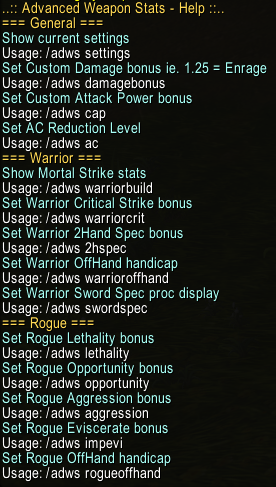 ..:: Advanced Weapon Stats - Help ::..
=== General ===
Show current settings
Usage: /adws settings
Set Custom Damage bonus ie. 1.25 = Enrage
Usage: /adws damagebonus
Set Custom Attack Power bonus
Usage: /adws cap
Set AC Reduction Level
Usage: /adws ac
=== Warrior ===
Show Mortal Strike stats
Usage: /adws warriorbuild
Set Warrior Critical Strike bonus
Usage: /adws warriorcrit
Set Warrior 2Hand Spec bonus
Usage: /adws 2hspec
Set Warrior OffHand handicap
Usage: /adws warrioroffhand
Set Warrior Sword Spec proc display
Usage: /adws swordspec
=== Rogue ===
Set Rogue Lethality bonus
Usage: /adws lethality
Set Rogue Opportunity bonus
Usage: /adws opportunity
Set Rogue Aggression bonus
Usage: /adws aggression
Set Rogue Eviscerate bonus
Usage: /adws impevi
Set Rogue OffHand handicap
Usage: /adws rogueoffhand